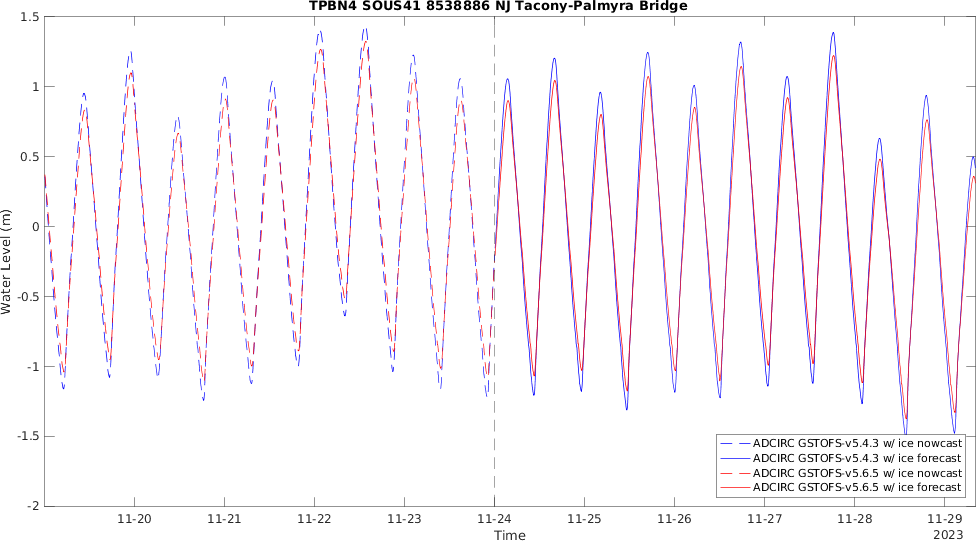 TPBN4 SOUS41 8538886 NJ Tacony-Palmyra Bridge
Water Level (m)
1.5
1
0.5
0
-0.5
-1
-1.5
-2
ADCIRC GSTOFS-v5.4.3 w/ ice nowcast
ADCIRC GSTOFS-v5.4.3 w/ ice forecast
ADCIRC GSTOFS-v5.6.5 w/ ice nowcast
ADCIRC GSTOFS-v5.6.5 w/ ice forecast
11-20 11-21 11-22 11-23 11-24 11-25 11-26 11-27 11-28 11-29
Time 2023